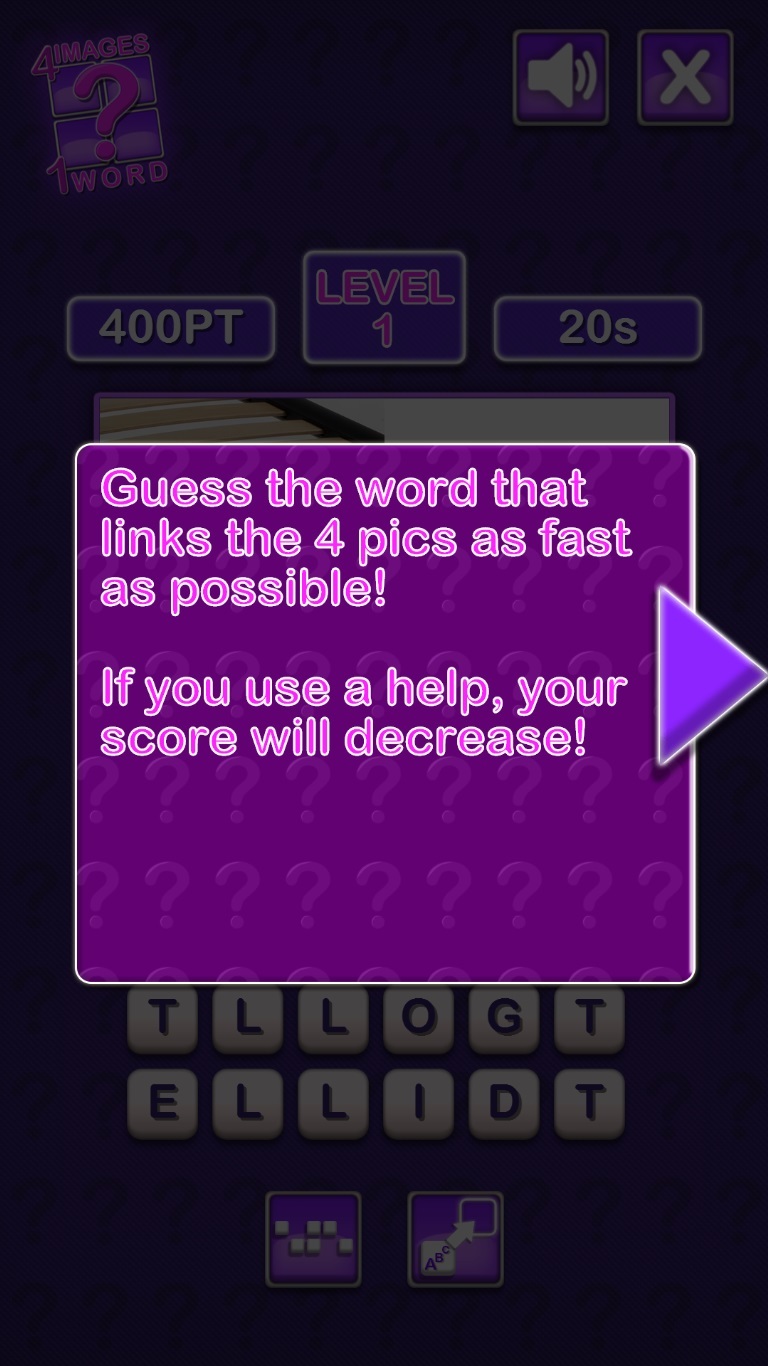 4 IMAGES
?
1 WORD
LEVEL
1
400PT
20s
Guess the word that
links the 4 pics as fast
as possible!
If you use a help, your
score will decrease!
T L L O G T
E L L I D T
A B C